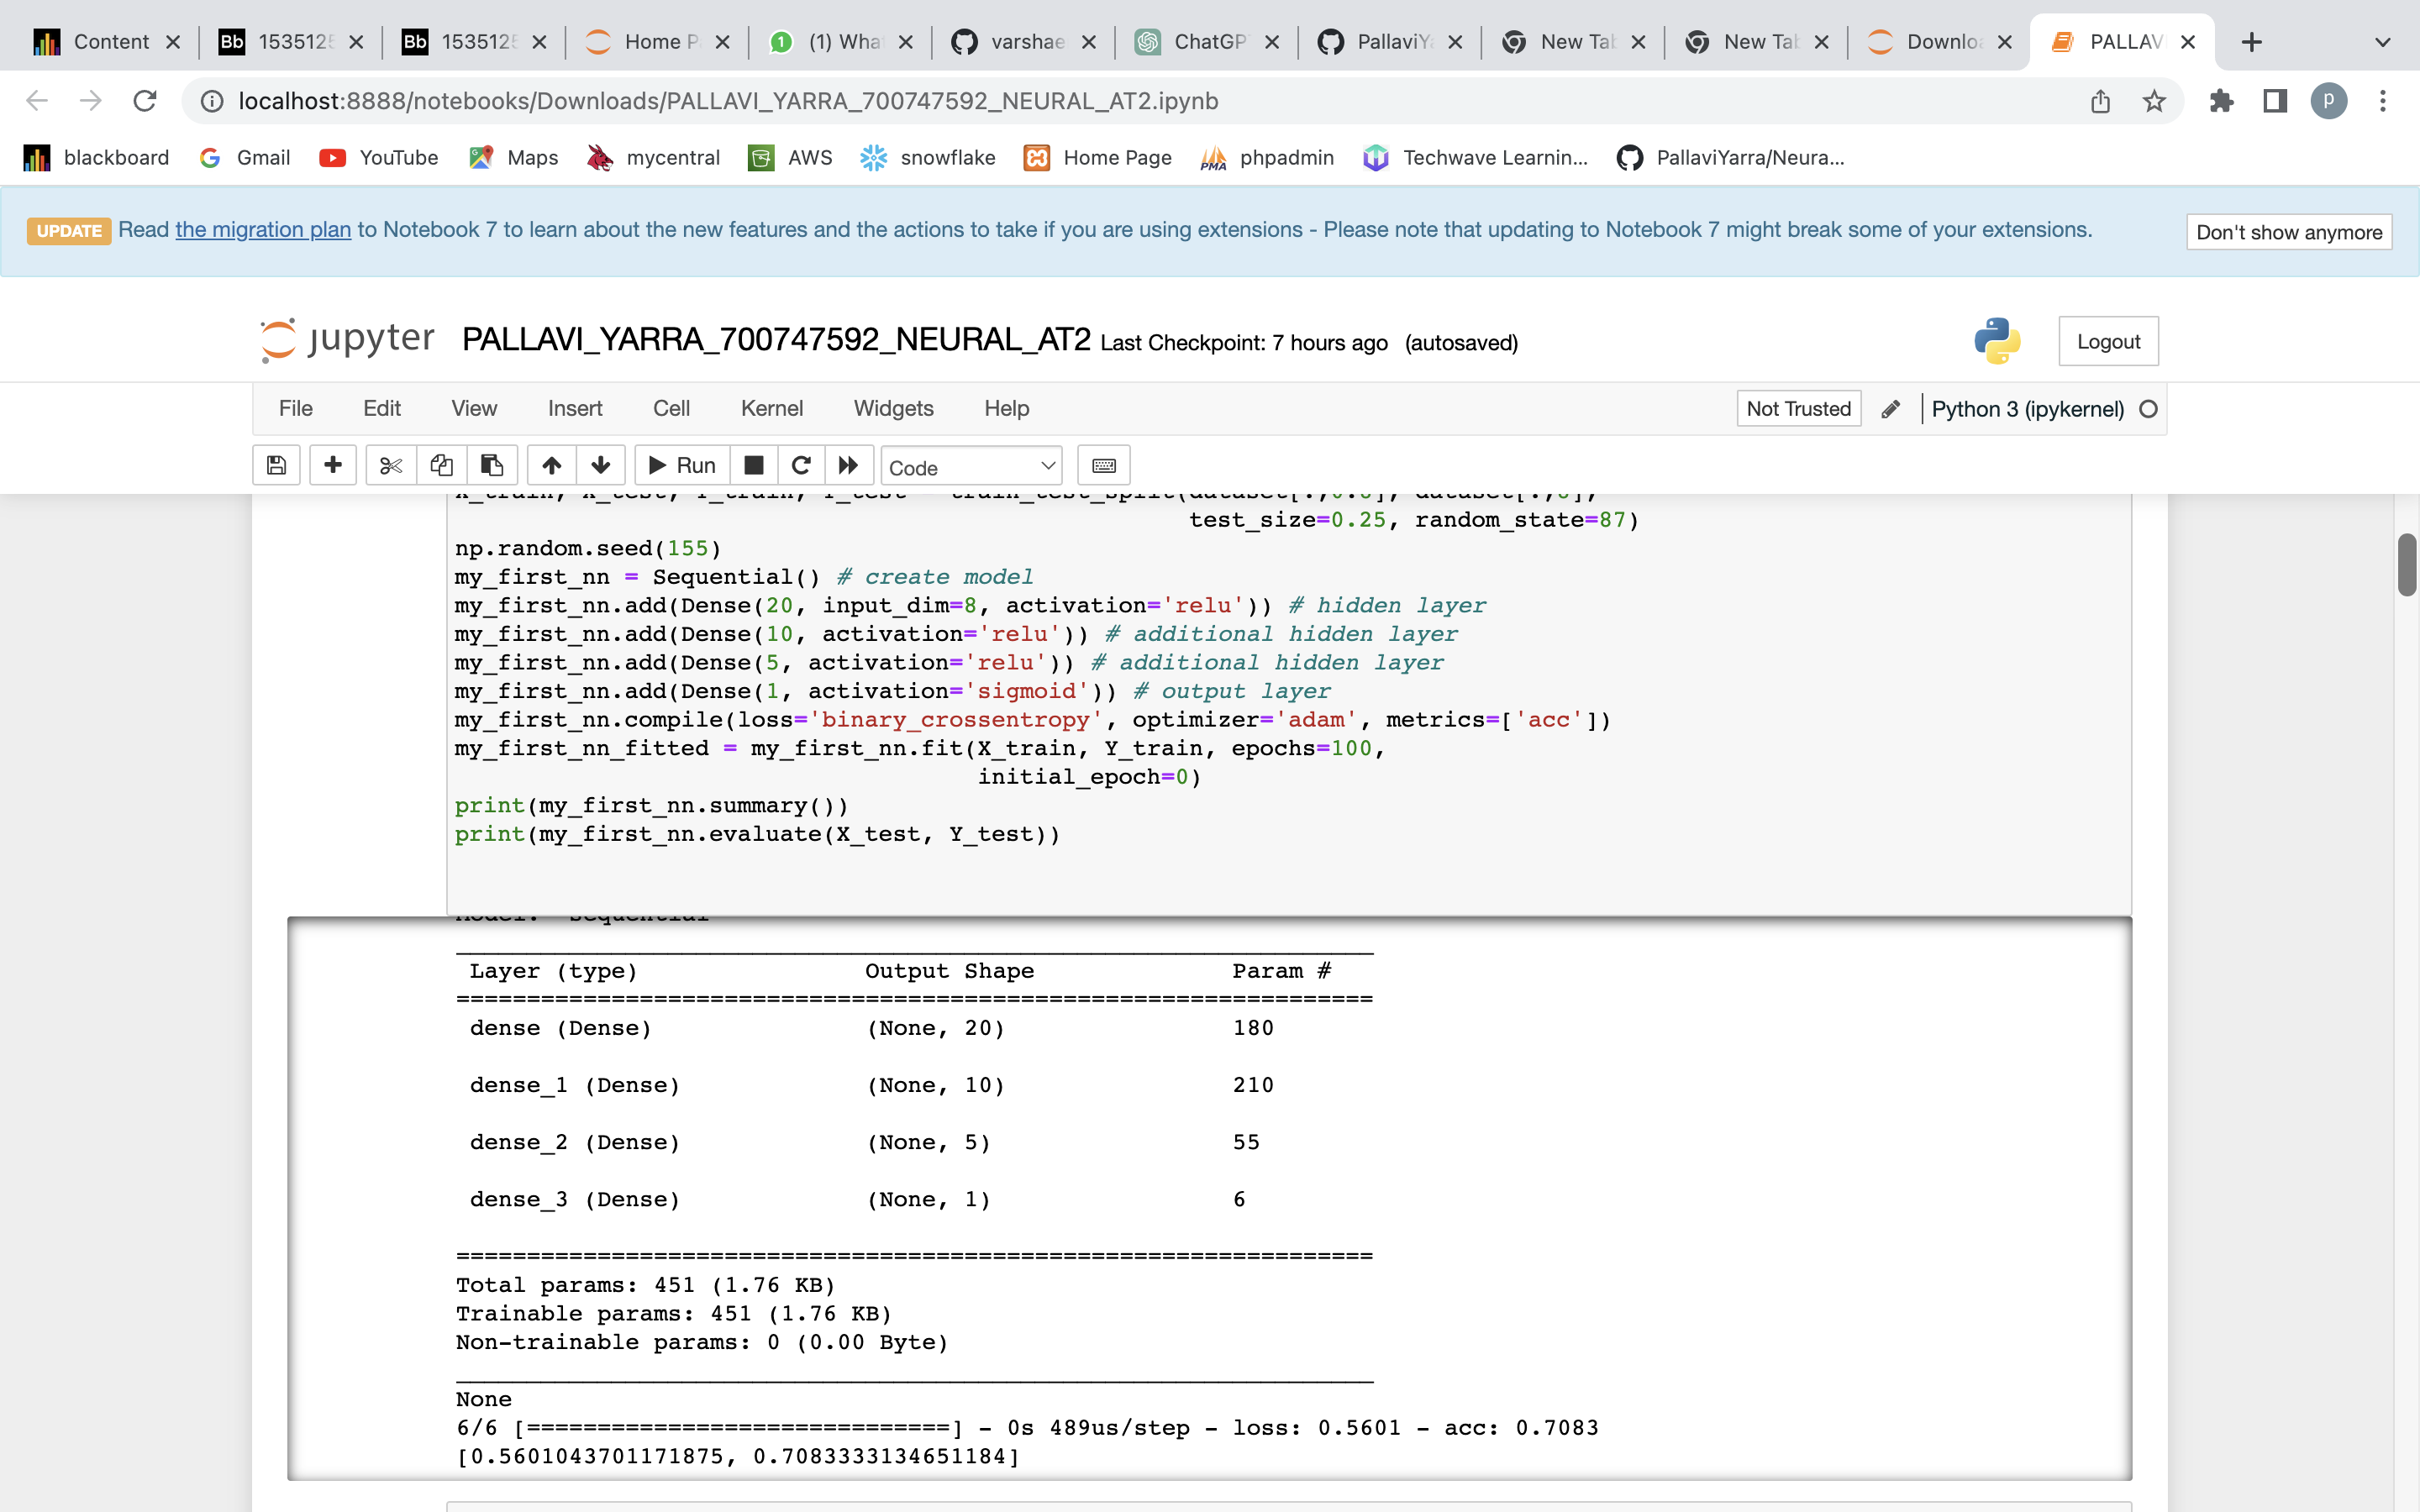 Content
Bb 153512
Bb 153512
Home P
1 (1) Wha
varshae
ChatGP
PallaviY
New Ta
New Ta
Downlo
PALLAV
localhost:8888/notebooks/Downloads/PALLAVI_YARRA_700747592_NEURAL_AT2.ipynb
p
blackboard Gmail YouTube Maps mycentral AWS snowflake Home Page phpadmin Techwave Learnin... PallaviYarra/Neura...
UPDATE Read the migration plan to Notebook 7 to learn about the new features and the actions to take if you are using extensions - Please note that updating to Notebook 7 might break some of your extensions.
Don't show anymore
jupyter PALLAVI_YARRA_700747592_NEURAL_AT2 Last Checkpoint: 7 hours ago (autosaved)
Logout
File Edit View Insert Cell Kernel Widgets Help
Not Trusted Python 3 (ipykernel)
Run Code
test_size=0.25, random_state=87)
np.random.seed(155)
my_first_nn = Sequential() # create model
my_first_nn.add(Dense(20, input_dim=8, activation='relu')) # hidden layer
my_first_nn.add(Dense(10, activation='relu')) # additional hidden layer
my_first_nn.add(Dense(5, activation='relu')) # additional hidden layer
my_first_nn.add(Dense(1, activation='sigmoid')) # output layer
my_first_nn.compile(loss='binary_crossentropy', optimizer='adam', metrics=['acc'])
my_first_nn_fitted = my_first_nn.fit(X_train, Y_train, epochs=100,
initial_epoch=0)
print(my_first_nn.summary())
print(my_first_nn.evaluate(X_test, Y_test))
_________________________________________________________________
Layer (type) Output Shape Param #
=================================================================
dense (Dense) (None, 20) 180
dense_1 (Dense) (None, 10) 210
dense_2 (Dense) (None, 5) 55
dense_3 (Dense) (None, 1) 6
=================================================================
Total params: 451 (1.76 KB)
Trainable params: 451 (1.76 KB)
Non-trainable params: 0 (0.00 Byte)
_________________________________________________________________
None
6/6 [==============================] - 0s 489us/step - loss: 0.5601 - acc: 0.7083
[0.5601043701171875, 0.7083333134651184]